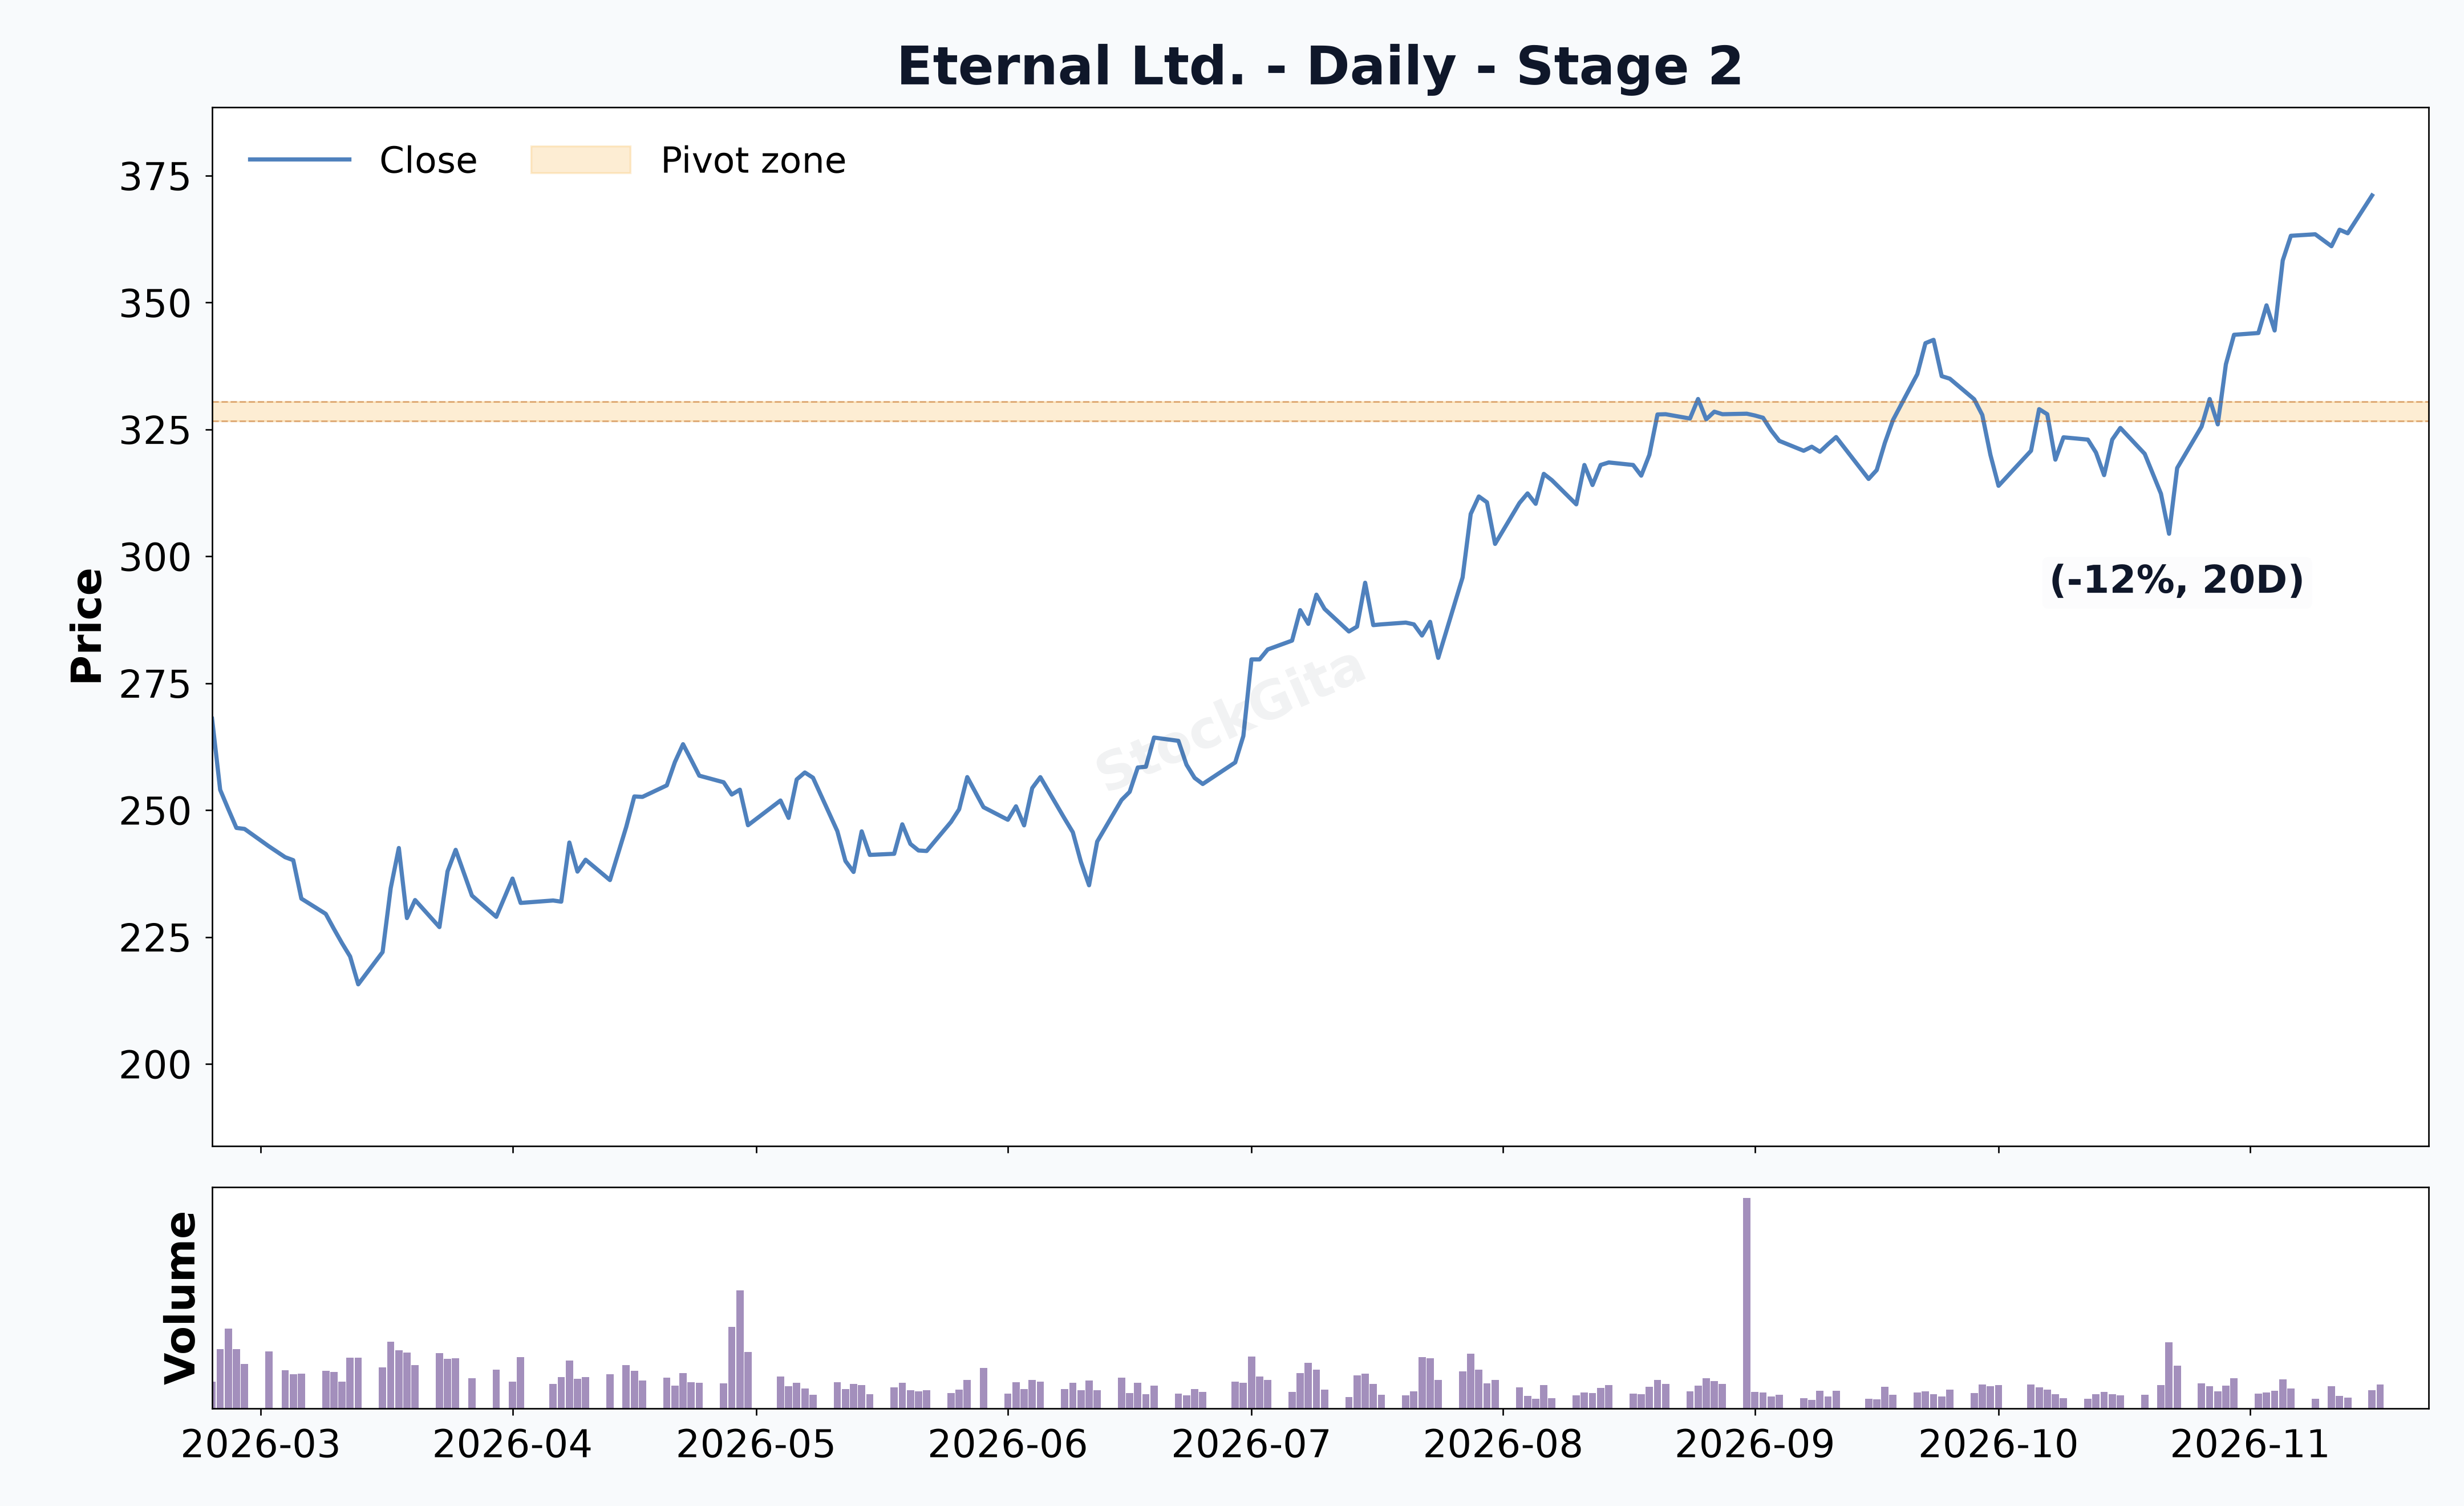 Eternal Ltd. - Daily - Stage 2
Close
Pivot zone
Price
375
350
325
300
275
250
225
200
(-12%, 20D)
StockGita
Volume
2026-03
2026-04
2026-05
2026-06
2026-07
2026-08
2026-09
2026-10
2026-11